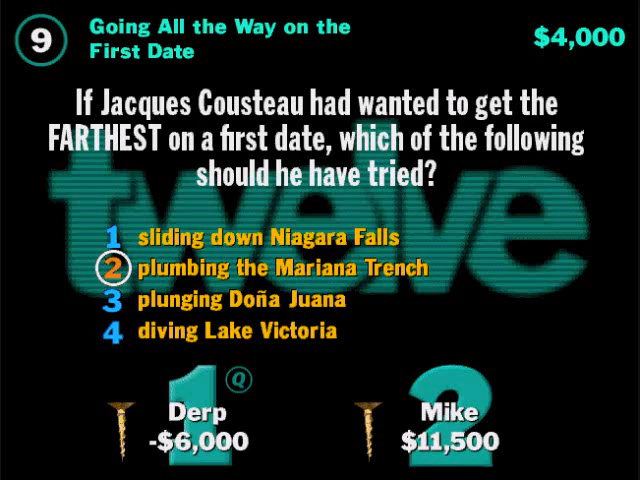 9
Going All the Way on the
First Date
$4,000
If Jacques Cousteau had wanted to get the
FARTHEST on a first date, which of the following
should he have tried?
twelve
1 sliding down Niagara Falls
2 plumbing the Mariana Trench
3 plunging Doña Juana
4 diving Lake Victoria
1 Q
2
Derp
-$6,000
Mike
$11,500